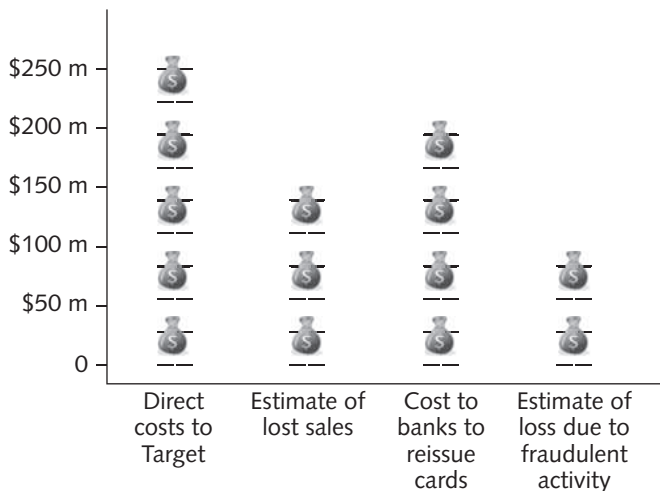 $250 m
$200 m
$150 m
$100 m
$50 m
0
$
$
$
$
$
$
$
$
$
$
$
$
$
$
Direct
costs to
Target
Estimate of
lost sales
Cost to
banks to
reissue
cards
Estimate of
loss due to
fraudulent
activity